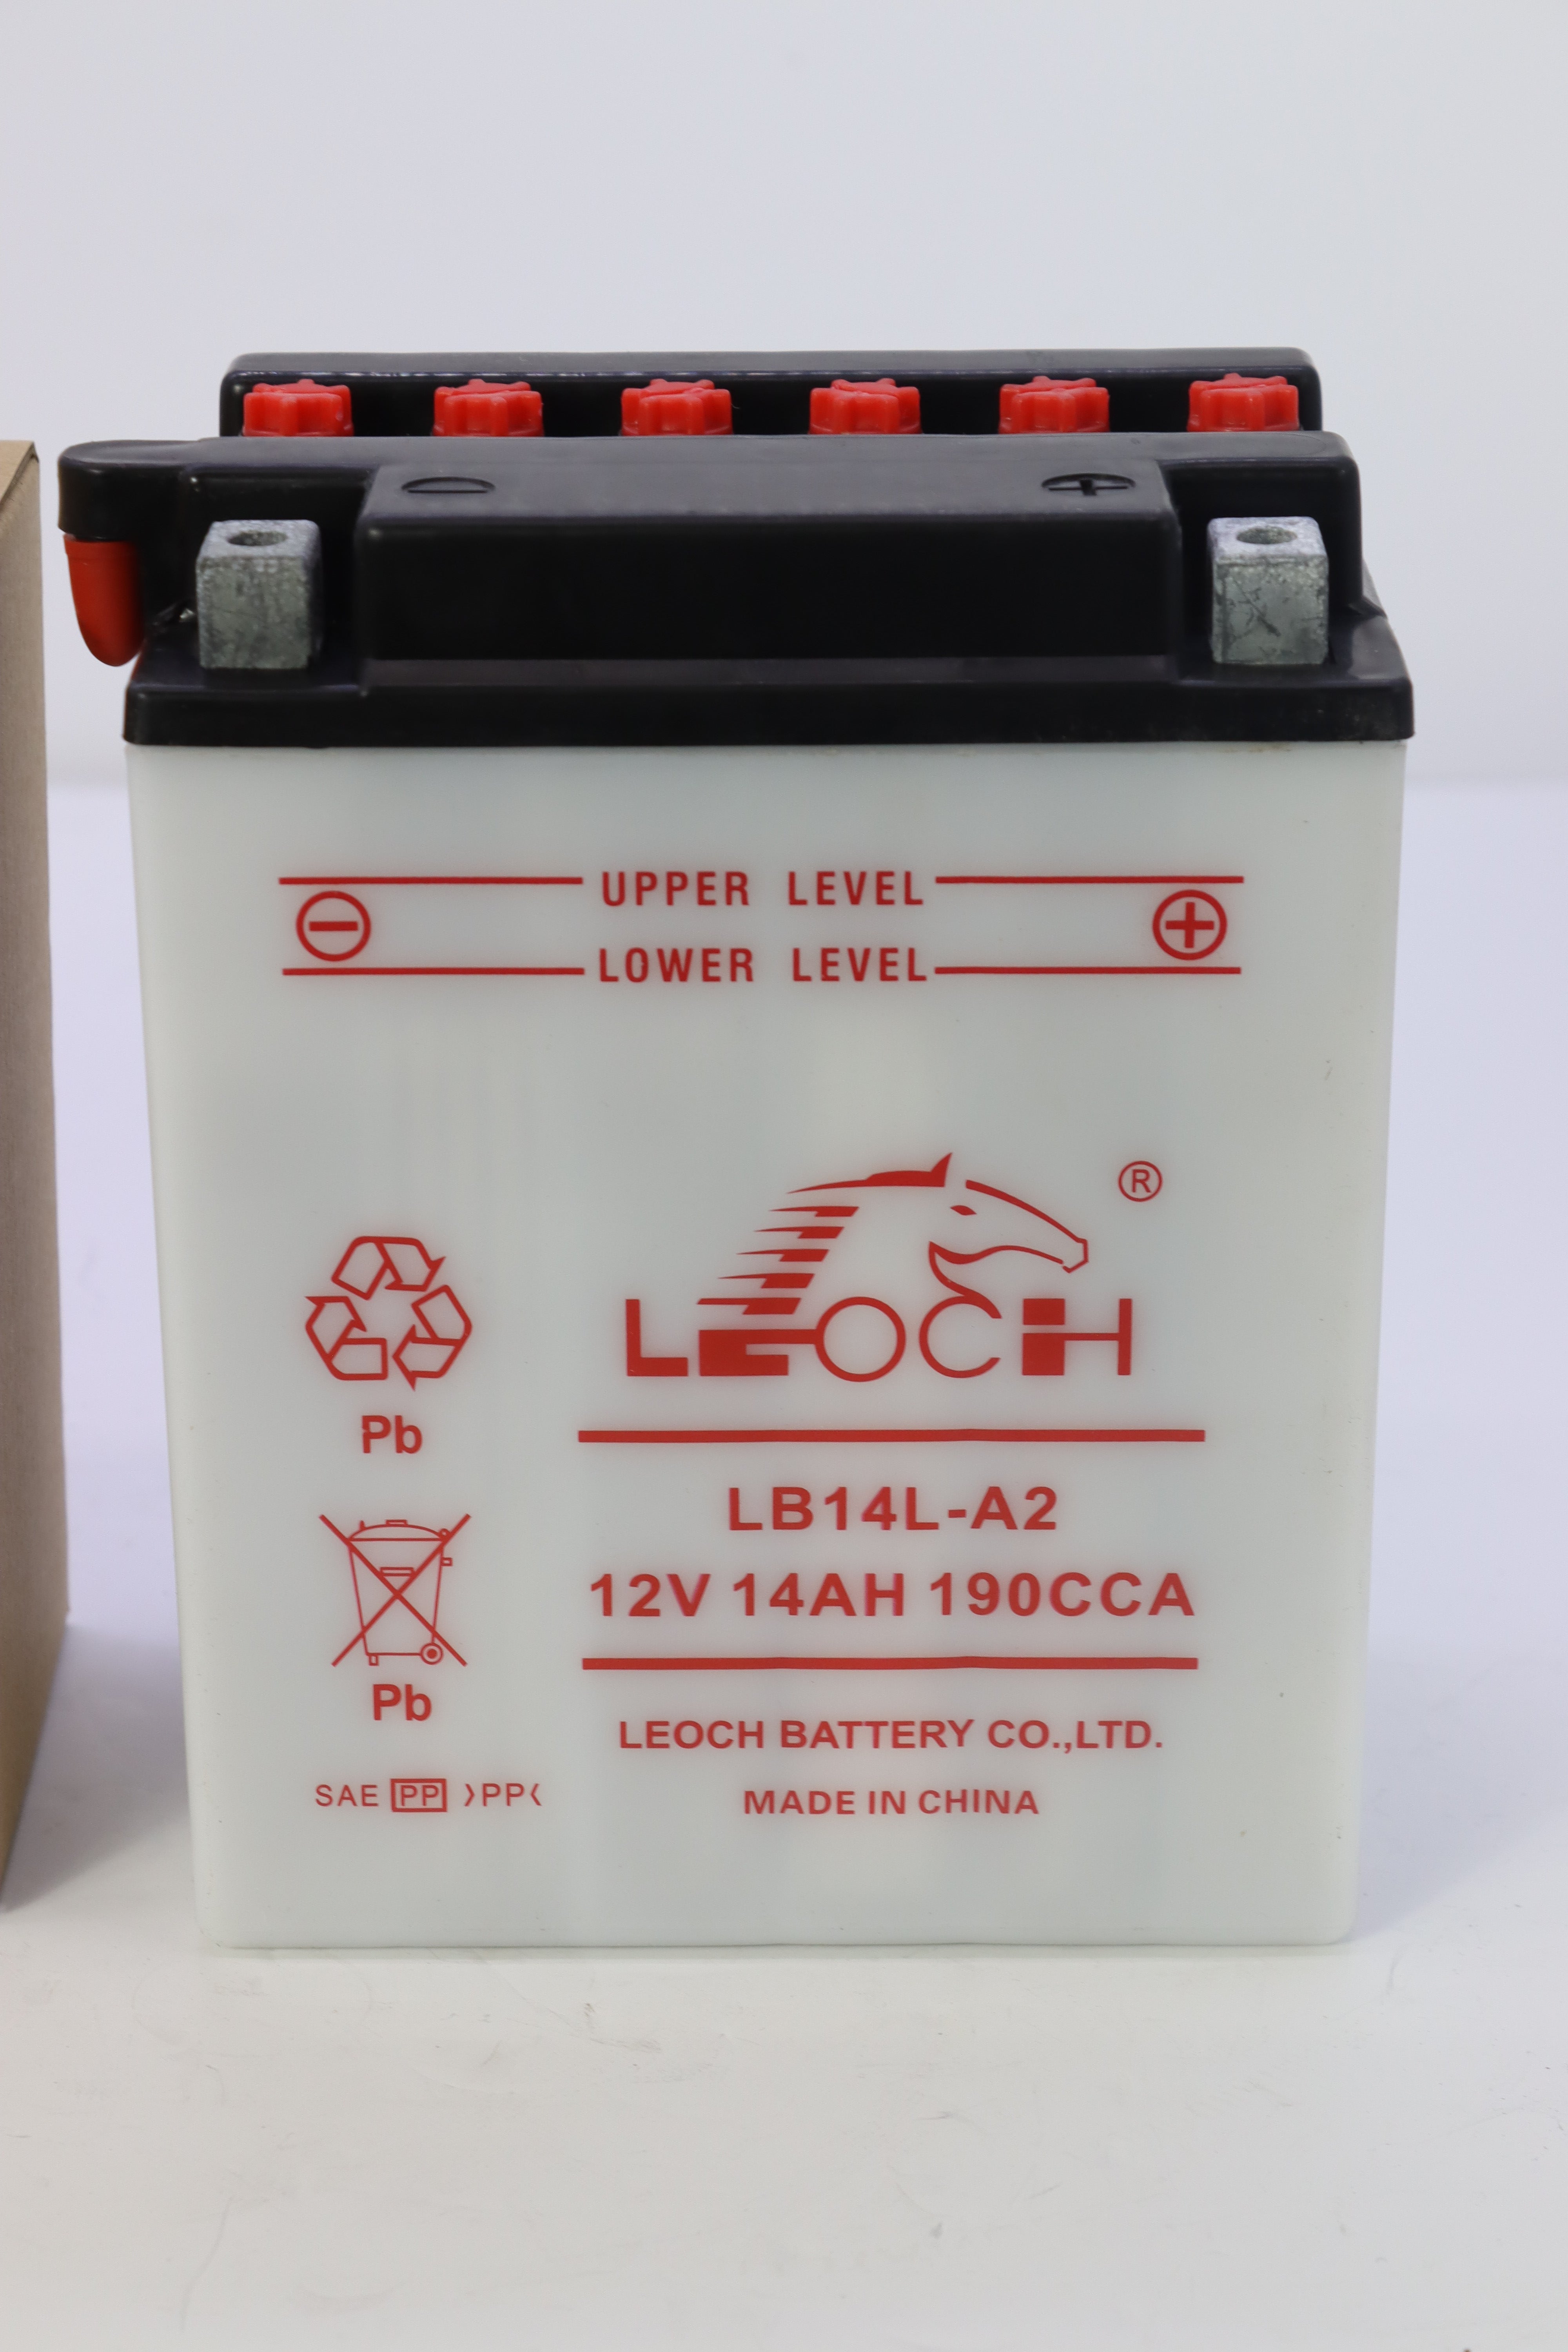 UPPER LEVEL
LOWER LEVEL
®
LEOCH
Pb
LB14L-A2
12V 14AH 190CCA
Pb
LEOCH BATTERY CO.,LTD.
SAE PP >PP<
MADE IN CHINA